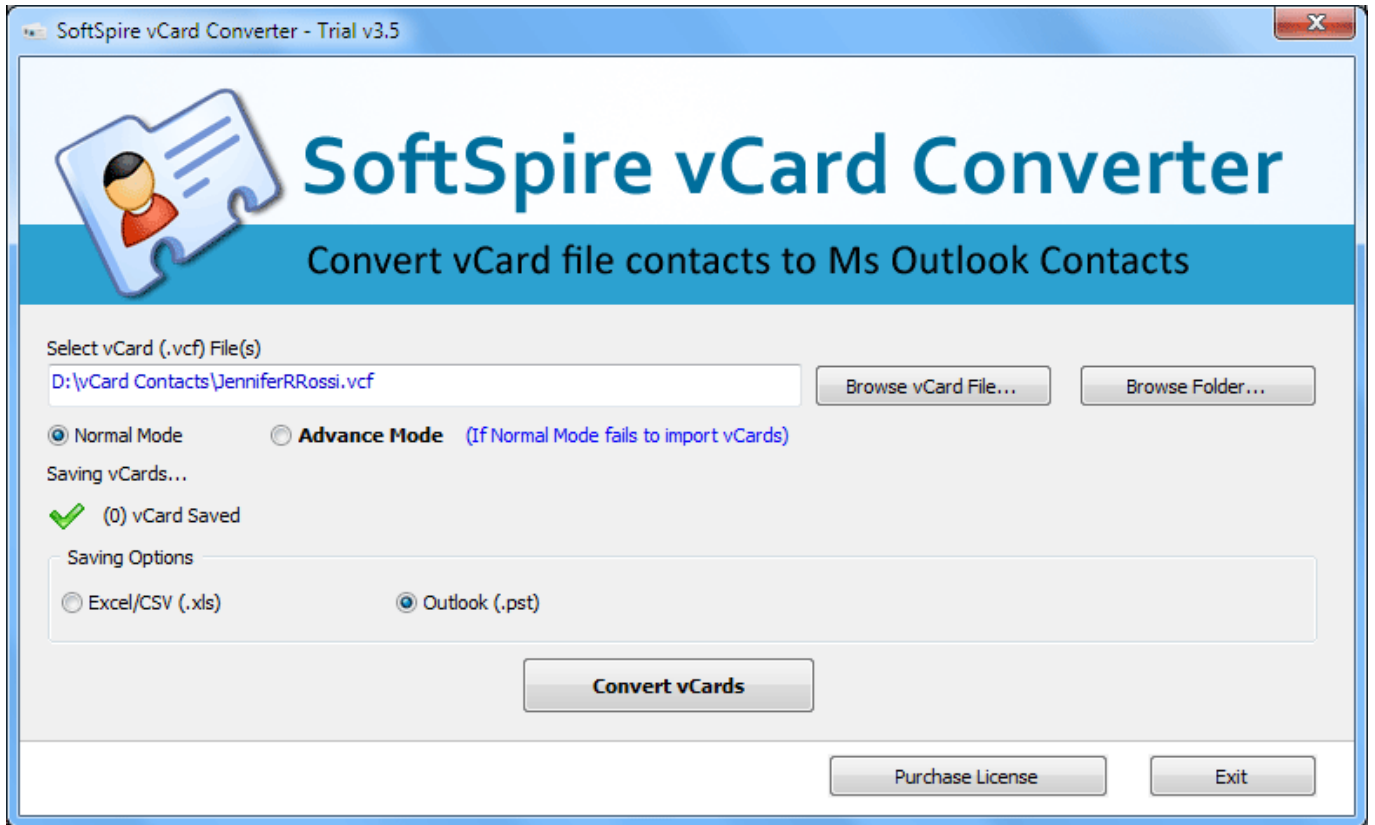 SoftSpire vCard Converter - Trial v3.5
SoftSpire vCard Converter
Convert vCard file contacts to Ms Outlook Contacts
Select vCard (.vcf) File(s)
D:\vCard Contacts\JenniferRRossi.vcf
Browse vCard File...
Browse Folder...
Normal Mode
Advance Mode (If Normal Mode fails to import vCards)
Saving vCards...
(0) vCard Saved
Saving Options
Excel/CSV (.xls)
Outlook (.pst)
Convert vCards
Purchase License
Exit